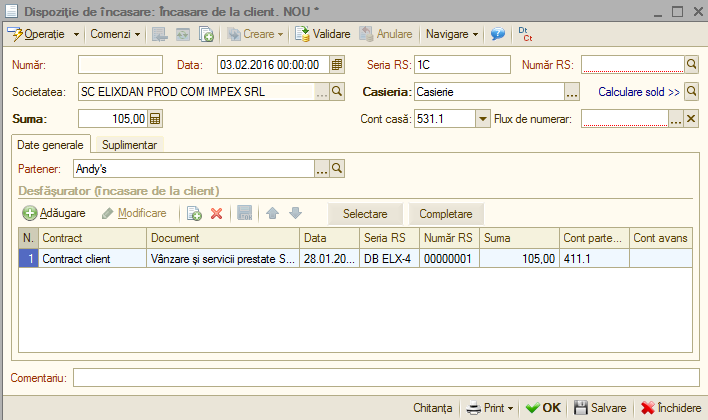 Dispoziție de încasare: Încasare de la client. NOU *
Operație Comenzi Creare Validare Anulare Navigare Dt Ct
Număr: Data: 03.02.2016 00:00:00 Seria RS: 1C Număr RS: ...
Societatea: SC ELIXDAN PROD COM IMPEX SRL ... Casieria: Casierie ... Calculare sold >>
Suma: 105,00 Cont casă: 531.1 Flux de numerar: ...
Date generale Suplimentar
Partener: Andy's ...
Desfășurator (încasare de la client)
Adăugare Modificare Selectare Completare
N. Contract Document Data Seria RS Număr RS Suma Cont parte... Cont avans
1 Contract client Vânzare și servicii prestate S... 28.01.20... DB ELX-4 00000001 105,00 411.1
Comentariu:
Chitanța Print OK Salvare Închidere